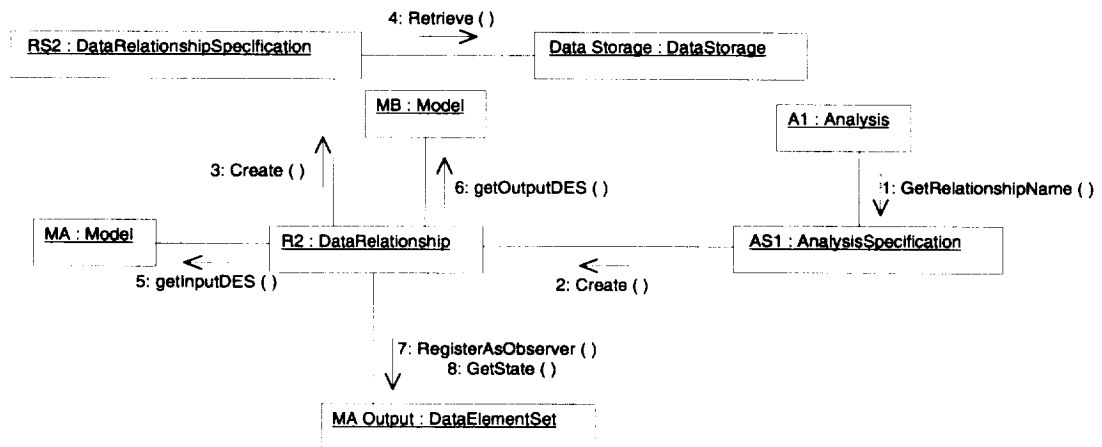 4: Retrieve ( )
RS2 : DataRelationshipSpecification
Data Storage : DataStorage
MB : Model
A1 : Analysis
3: Create ( )
6: getOutputDES ( )
1: GetRelationshipName ( )
MA : Model
R2 : DataRelationship
AS1 : AnalysisSpecification
5: getInputDES ( )
2: Create ( )
7: RegisterAsObserver ( )
8: GetState ( )
MA Output : DataElementSet